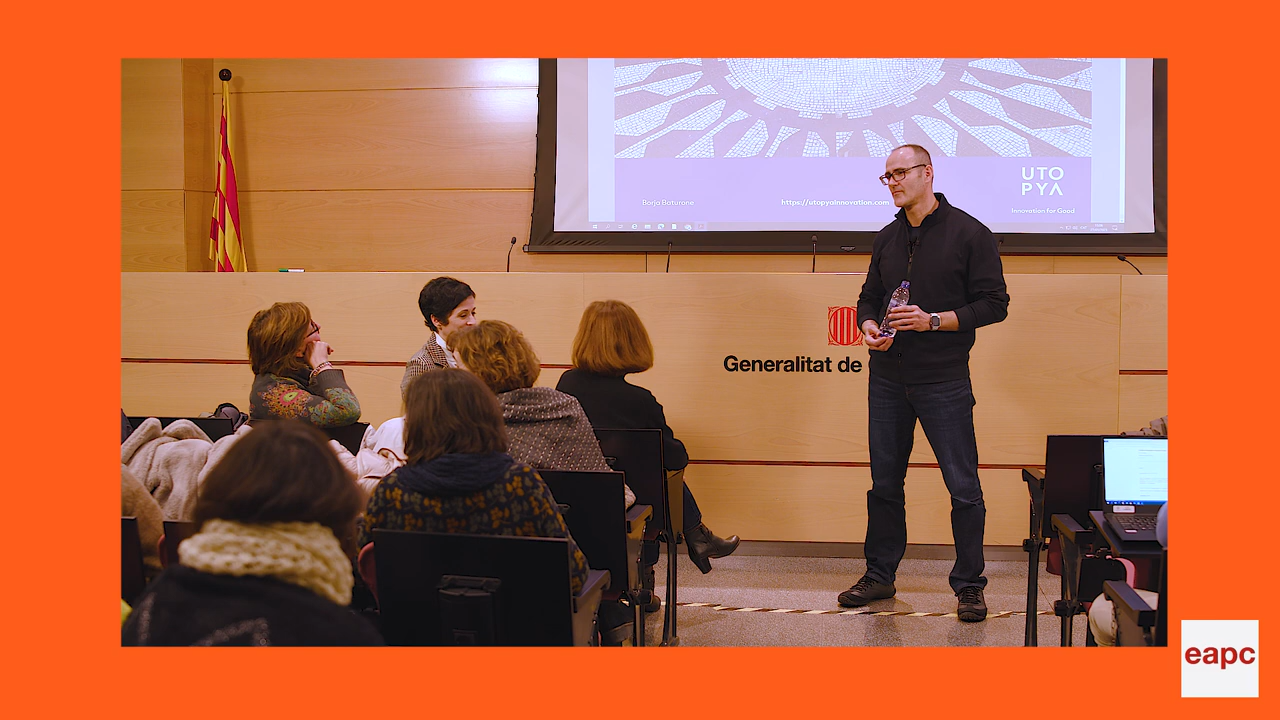 UTO
PYA
Borja Baturone
https://utopyainnovation.com
Innovation for Good
Generalitat de
eapc